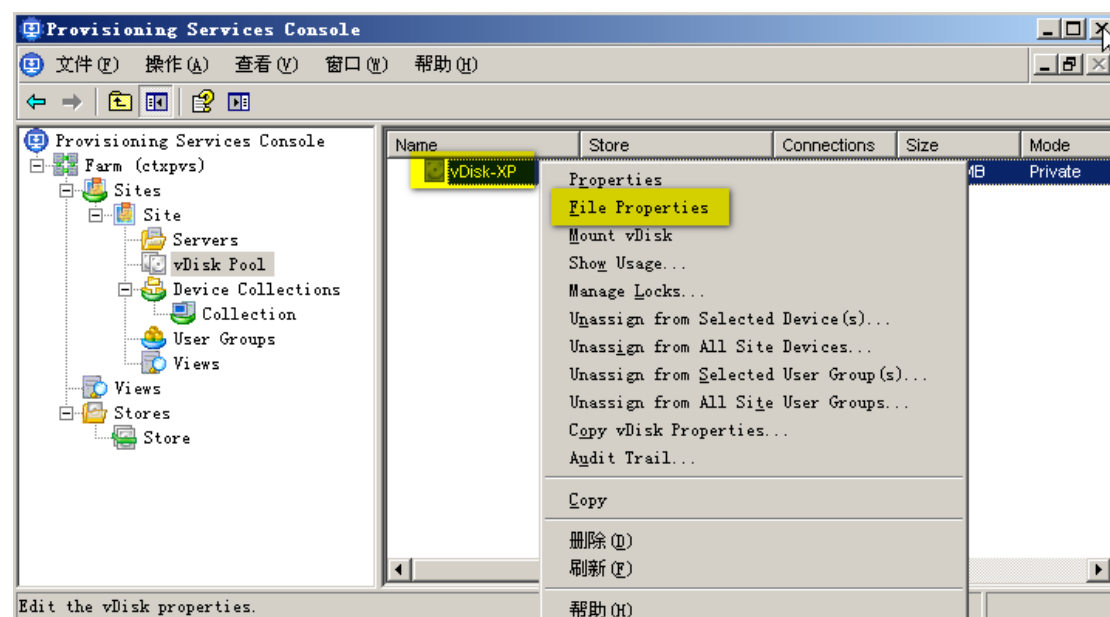 Provisioning Services Console
文件(F) 操作(A) 查看(V) 窗口(W) 帮助(H)
Provisioning Services Console
Farm (ctxpvs)
Sites
Site
Servers
vDisk Pool
Device Collections
Collection
User Groups
Views
Views
Stores
Store
Name Store Connections Size Mode
vDisk-XP MB Private
Properties
File Properties
Mount vDisk
Show Usage...
Manage Locks...
Unassign from Selected Device(s)...
Unassign from All Site Devices...
Unassign from Selected User Group(s)...
Unassign from All Site User Groups...
Copy vDisk Properties...
Audit Trail...
Copy
删除(D)
刷新(F)
帮助(H)
Edit the vDisk properties.